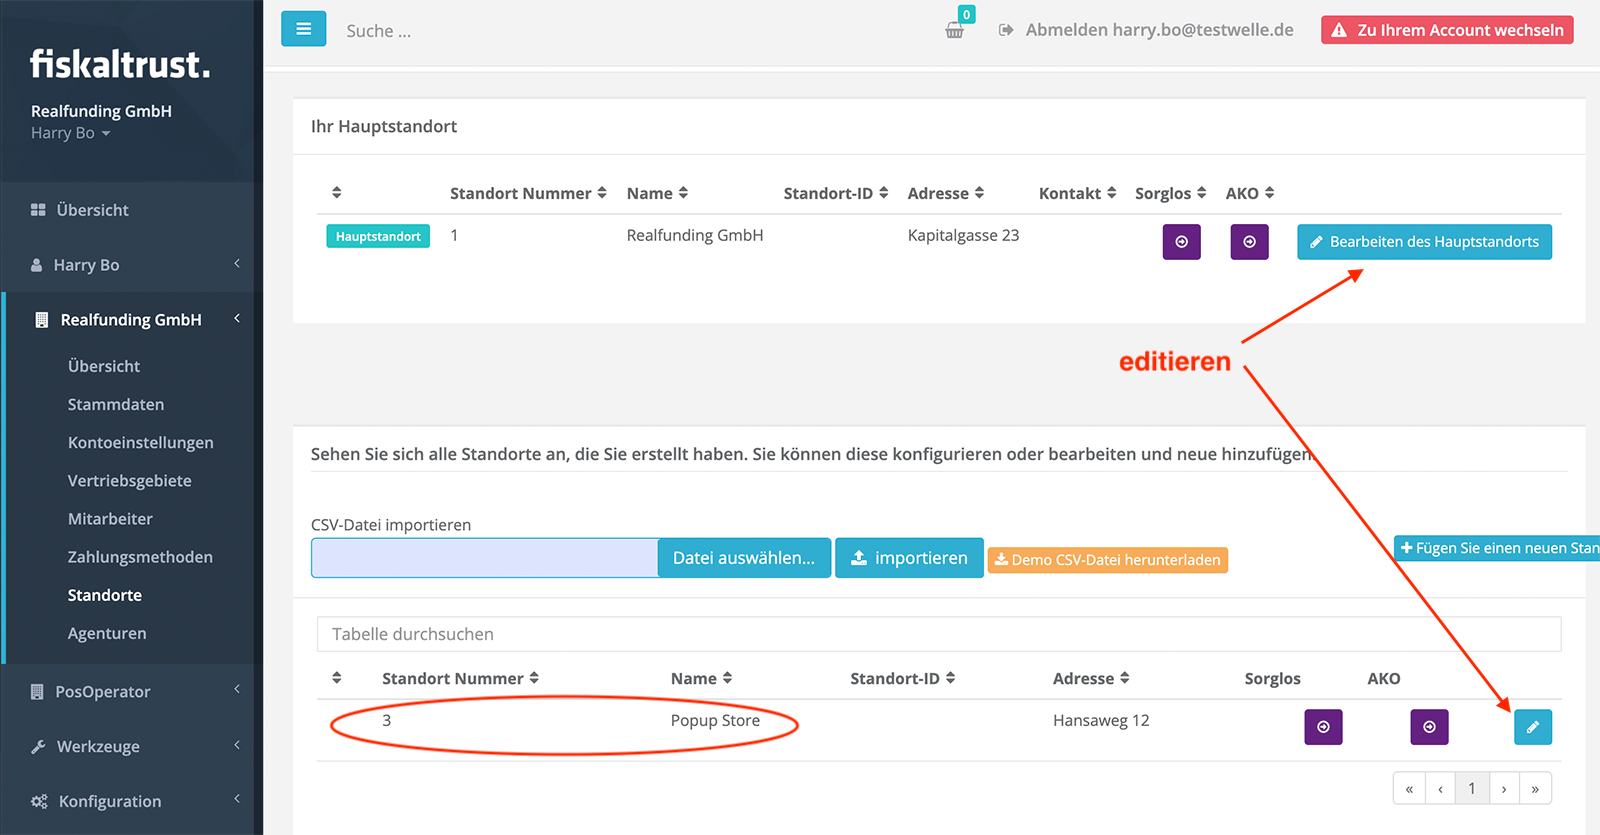 fiskaltrust.
Realfunding GmbH
Harry Bo
Übersicht
Harry Bo
Realfunding GmbH
Übersicht
Stammdaten
Kontoeinstellungen
Vertriebsgebiete
Mitarbeiter
Zahlungsmethoden
Standorte
Agenturen
PosOperator
Werkzeuge
Konfiguration
Suche ...
0
Abmelden harry.bo@testwelle.de
Zu Ihrem Account wechseln
Ihr Hauptstandort
Standort Nummer Name Standort-ID Adresse Kontakt Sorglos AKO
Hauptstandort 1 Realfunding GmbH Kapitalgasse 23 Bearbeiten des Hauptstandorts
editieren
Sehen Sie sich alle Standorte an, die Sie erstellt haben. Sie können diese konfigurieren oder bearbeiten und neue hinzufügen.
CSV-Datei importieren
Datei auswählen... importieren Demo CSV-Datei herunterladen
Fügen Sie einen neuen Stan
Tabelle durchsuchen
Standort Nummer Name Standort-ID Adresse Sorglos AKO
3 Popup Store Hansaweg 12
« ‹ 1 › »